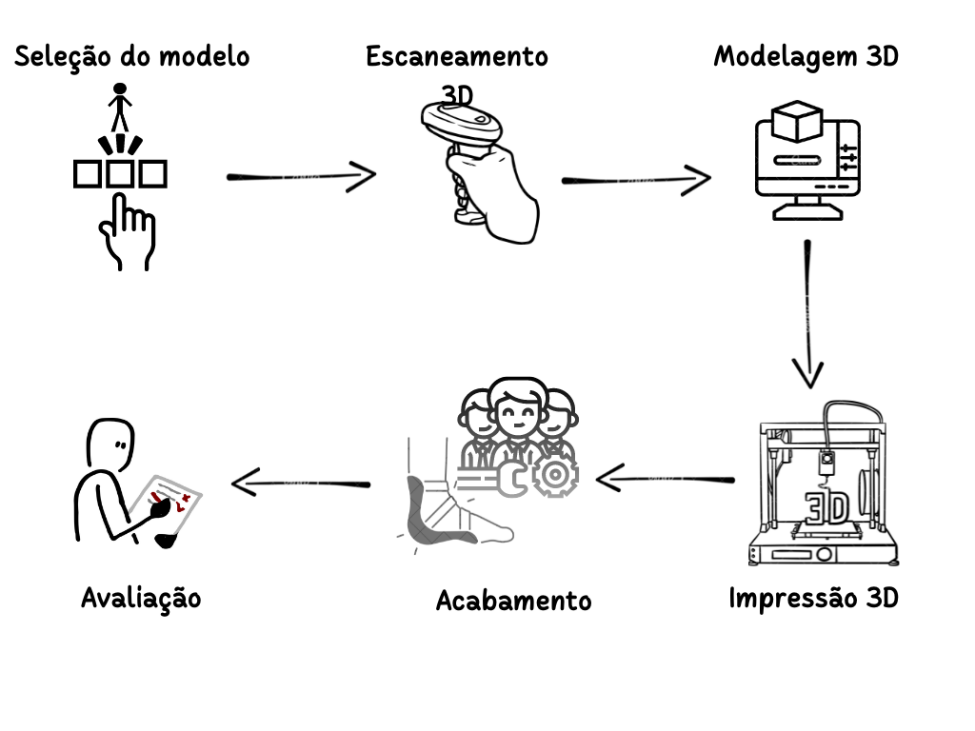 Seleção do modelo
Escaneamento
3D
Modelagem 3D
3D
Impressão 3D
Acabamento
Avaliação